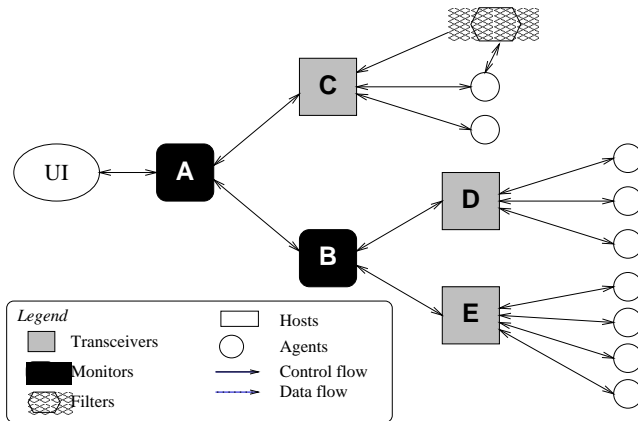 C
UI
A
D
B
E
Legend
Transceivers
Monitors
Filters
Hosts
Agents
Control flow
Data flow